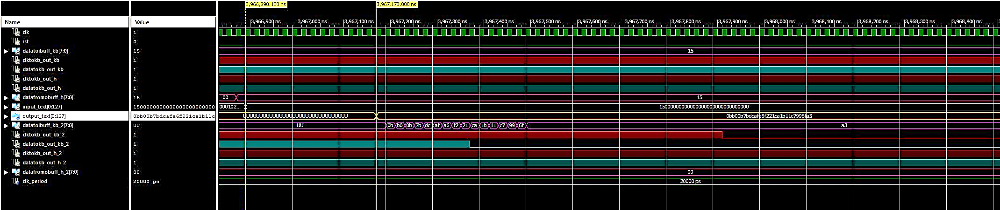 3,966,890.100 ns 3,967,170.000 ns
3,966,900 ns 3,967,000 ns 3,967,100 ns 3,967,200 ns 3,967,300 ns 3,967,400 ns 3,967,500 ns 3,967,600 ns 3,967,700 ns 3,967,800 ns 3,967,900 ns 3,968,000 ns 3,968,100 ns 3,968,200 ns 3,968,300 ns 3,968,400 ns
Name Value
clk 1
rst 0
datatoibuff_kb[7:0] 15 15
clktokb_out_kb 1
datatokb_out_kb 1
clktokb_out_h 1
datatokb_out_h 1
datafromobuff_h[7:0] 15 00 15
input_text[0:127] 000102...
output_text[0:127] 0bb00b7bdcafa6f221ca1b11c 0bb00b7bdcafa6f221ca1b11c7996fa3
datatoibuff_kb_2[7:0] UU UU 0b b0 0b 7b dc af a6 f2 21 ca 1b 11 c7 99 6f a3
clktokb_out_kb_2 1
datatokb_out_kb_2 1
clktokb_out_h_2 1
datatokb_out_h_2 1
datafromobuff_h_2[7:0] 00 00
clk_period 20000 ps 20000 ps